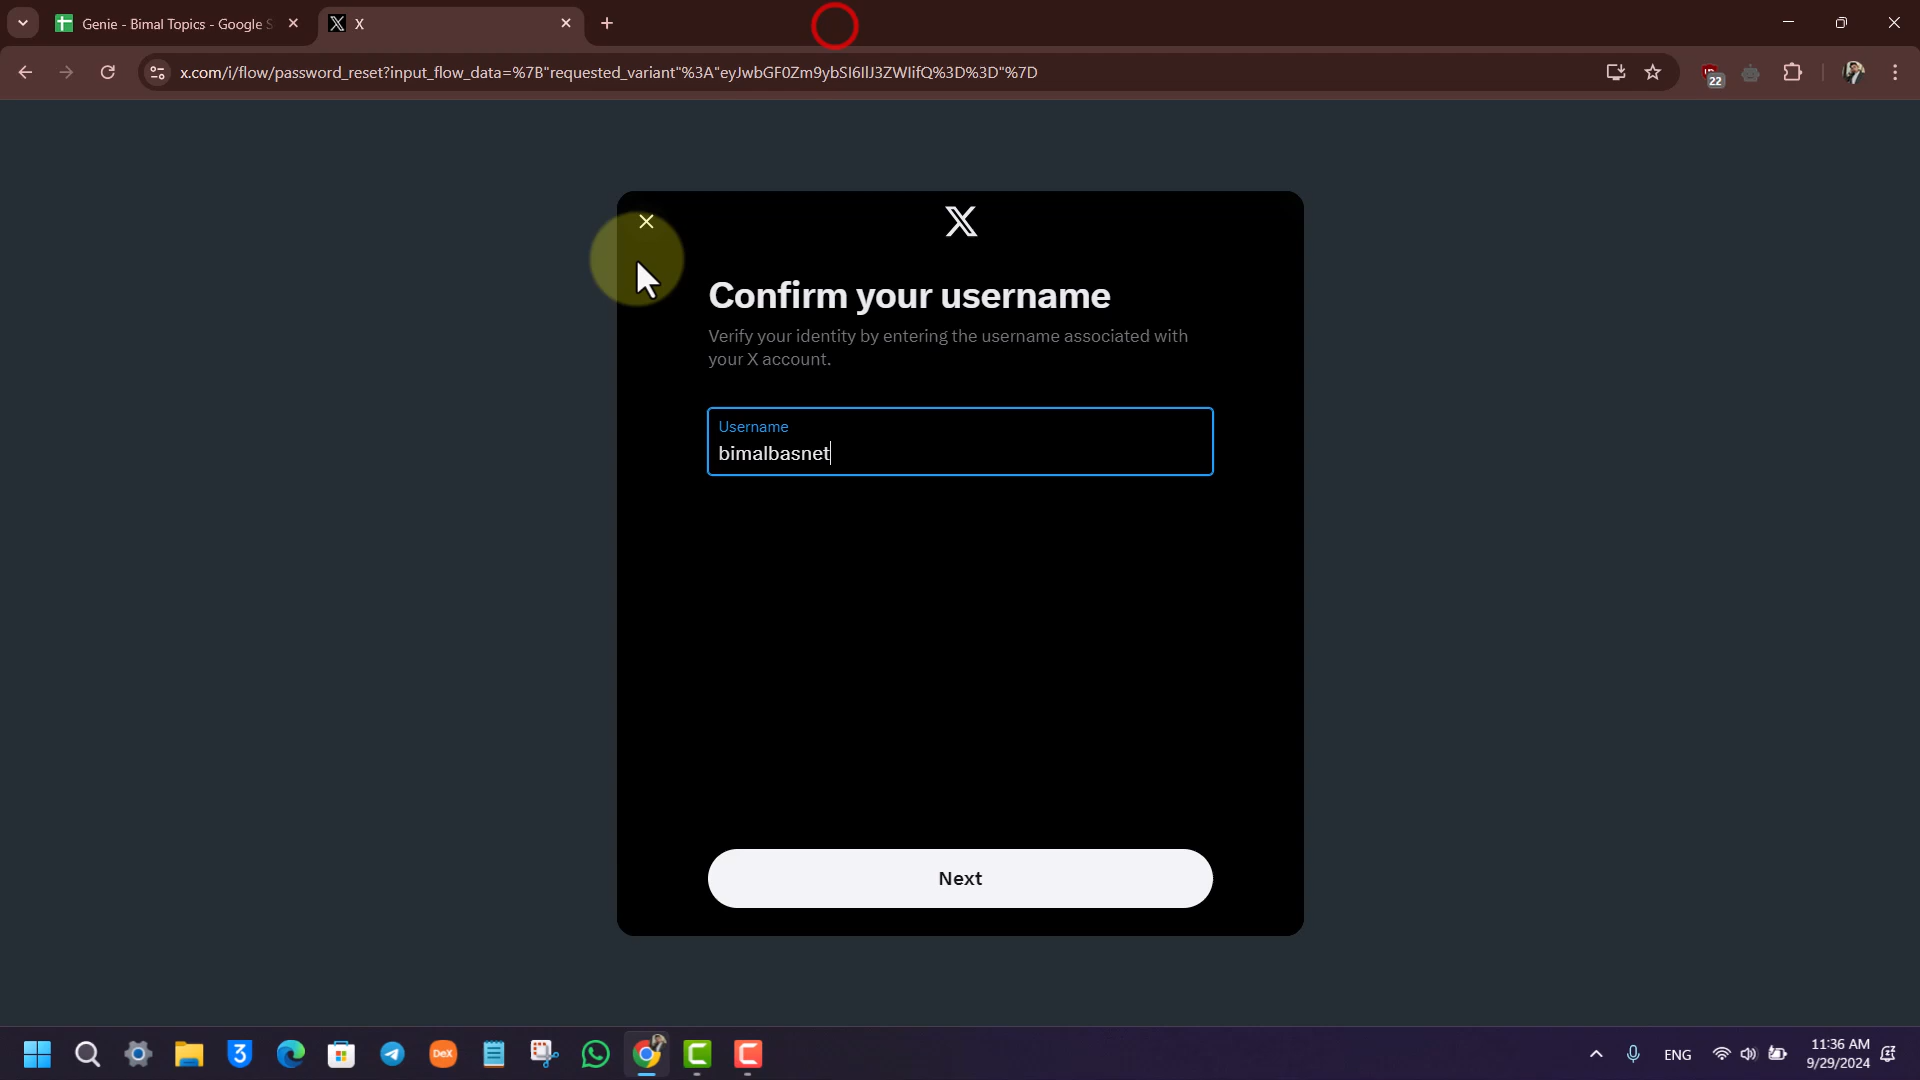 Genie - Bimal Topics - Google S
X
x.com/i/flow/password_reset?input_flow_data=%7B"requested_variant"%3A"eyJwbGF0Zm9ybSI6IlJ3ZWIifQ%3D%3D"%7D
22
Confirm your username
Verify your identity by entering the username associated with
your X account.
Username
bimalbasnet
Next
3
DeX
ENG
11:36 AM
9/29/2024